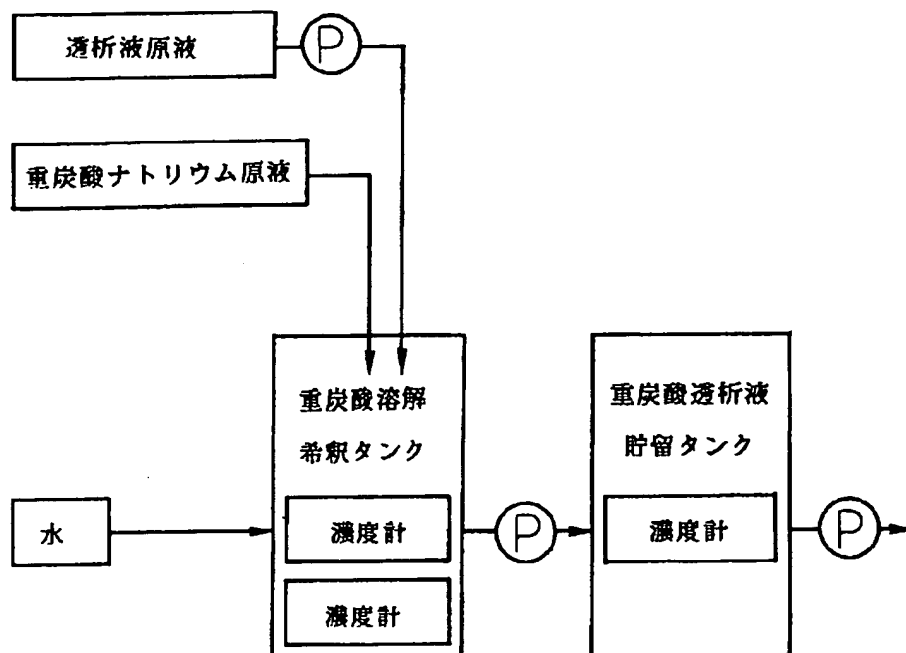 透析液原液
P
重炭酸ナトリウム原液
重炭酸溶解
希釈タンク
重炭酸透析液
貯留タンク
水
濃度計
P
濃度計
P
濃度計